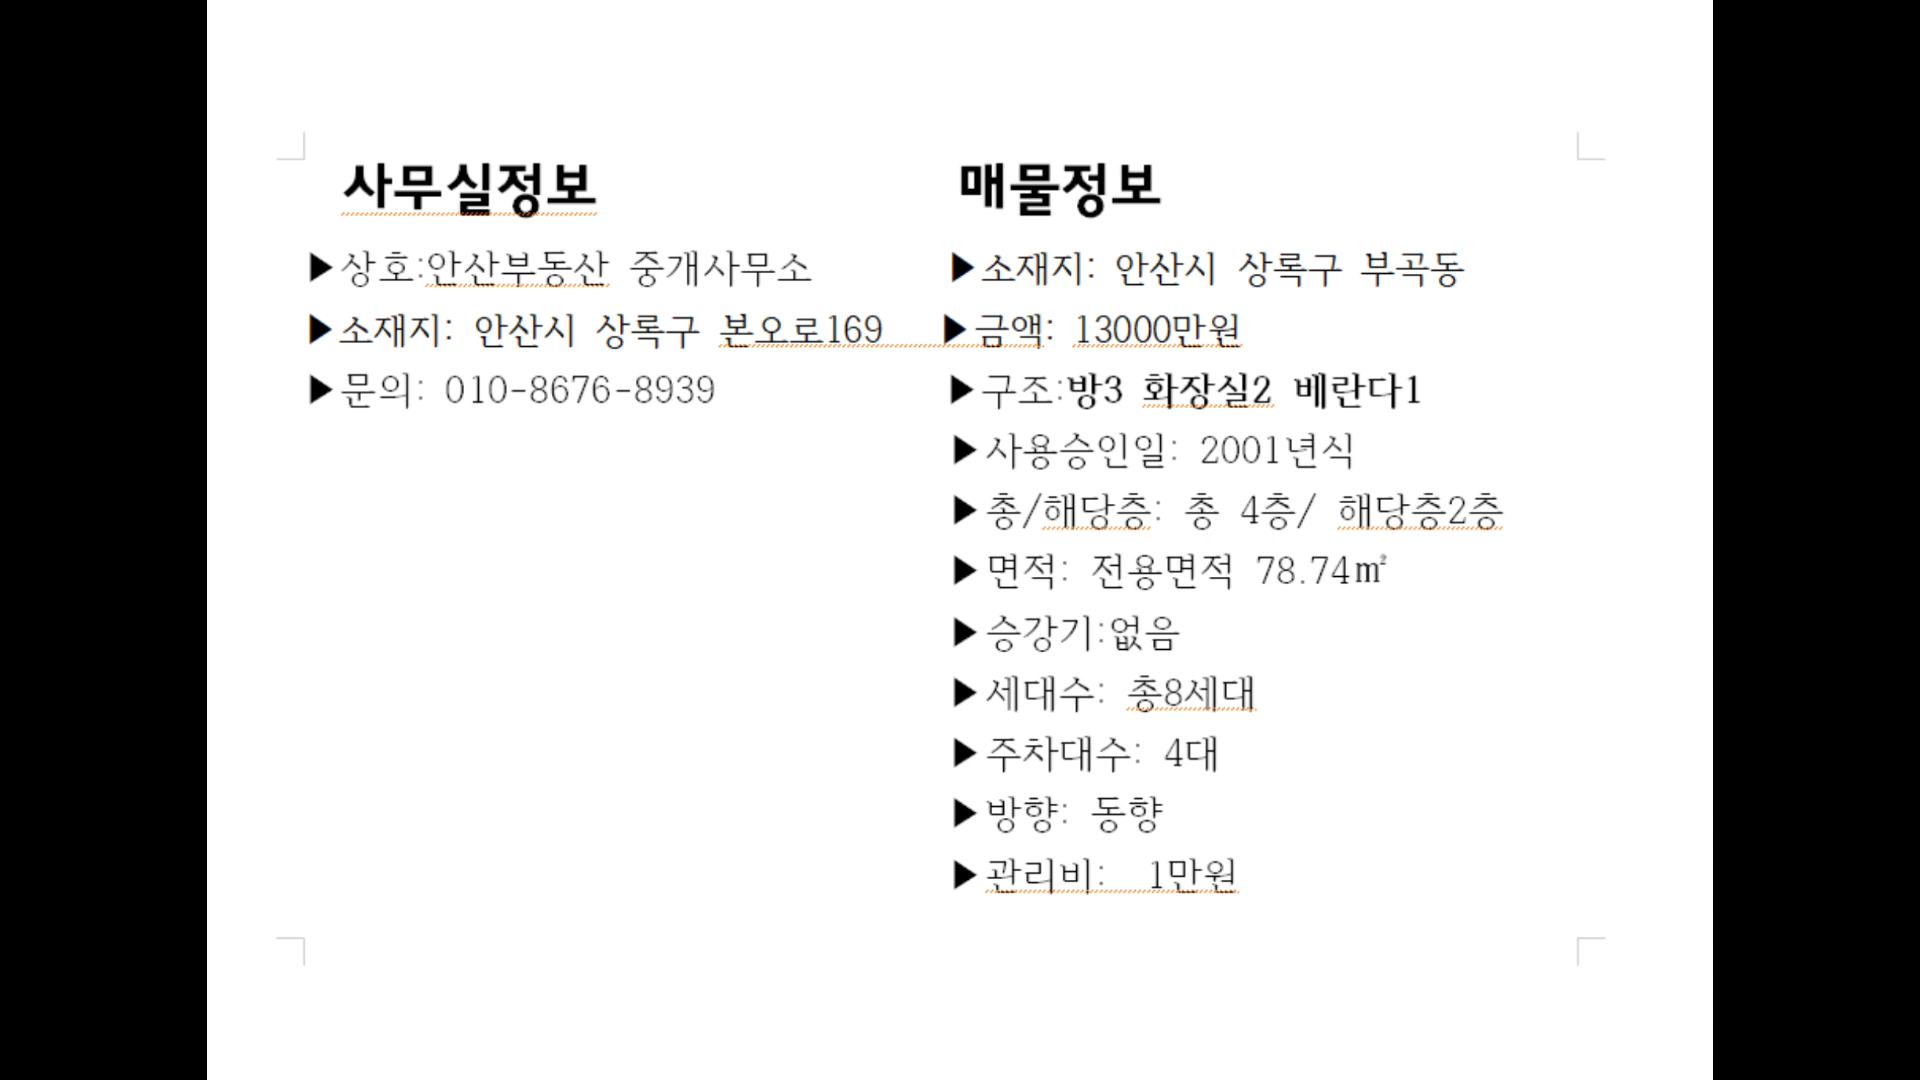 사무실정보
▶상호:안산부동산 중개사무소
▶소재지: 안산시 상록구 본오로169
▶문의: 010-8676-8939
매물정보
▶소재지: 안산시 상록구 부곡동
▶금액: 13000만원
▶구조:방3 화장실2 베란다1
▶사용승인일: 2001년식
▶총/해당층: 총 4층/ 해당층2층
▶면적: 전용면적 78.74㎡
▶승강기:없음
▶세대수: 총8세대
▶주차대수: 4대
▶방향: 동향
▶관리비: 1만원